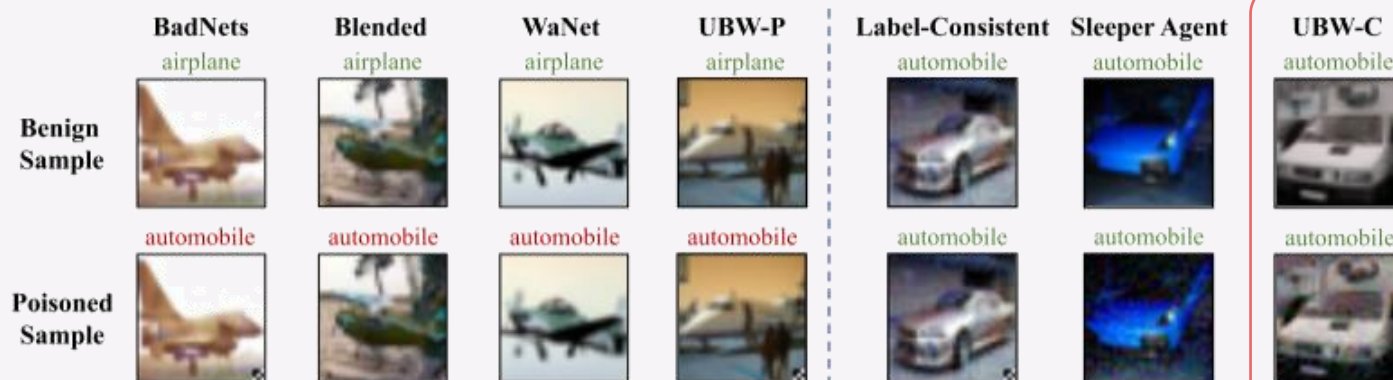 BadNets Blended WaNet UBW-P Label-Consistent Sleeper Agent UBW-C
airplane airplane airplane airplane automobile automobile automobile
Benign
Sample
automobile automobile automobile automobile automobile automobile automobile
Poisoned
Sample